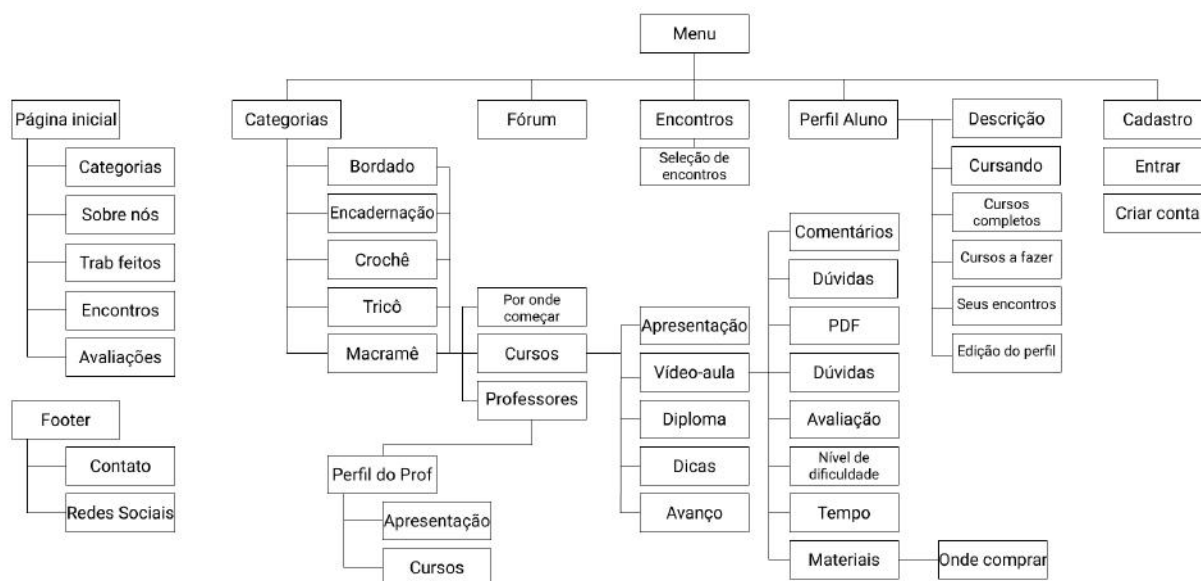 Menu
Página inicial
Categorias
Sobre nós
Trab feitos
Encontros
Avaliações
Footer
Contato
Redes Sociais
Categorias
Bordado
Encadernação
Crochê
Tricô
Macramê
Por onde
começar
Cursos
Professores
Perfil do Prof
Apresentação
Cursos
Fórum
Encontros
Seleção de
encontros
Apresentação
Vídeo-aula
Diploma
Dicas
Avanço
Comentários
Dúvidas
PDF
Dúvidas
Avaliação
Nível de
dificuldade
Tempo
Materiais
Onde comprar
Perfil Aluno
Descrição
Cursando
Cursos
completos
Cursos a fazer
Seus encontros
Edição do perfil
Cadastro
Entrar
Criar conta